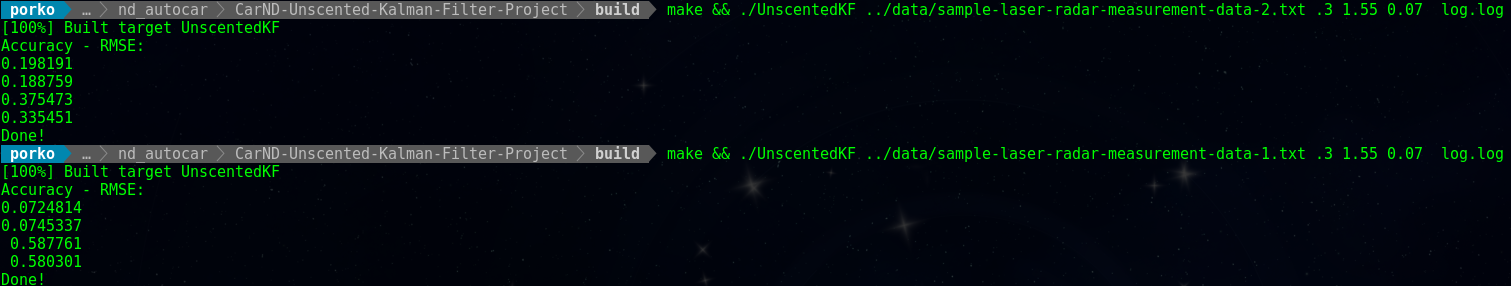 porko … nd_autocar CarND-Unscented-Kalman-Filter-Project build make && ./UnscentedKF ../data/sample-laser-radar-measurement-data-2.txt .3 1.55 0.07  log.log
[100%] Built target UnscentedKF
Accuracy - RMSE:
0.198191
0.188759
0.375473
0.335451
Done!
porko … nd_autocar CarND-Unscented-Kalman-Filter-Project build make && ./UnscentedKF ../data/sample-laser-radar-measurement-data-1.txt .3 1.55 0.07  log.log
[100%] Built target UnscentedKF
Accuracy - RMSE:
0.0724814
0.0745337
 0.587761
 0.580301
Done!